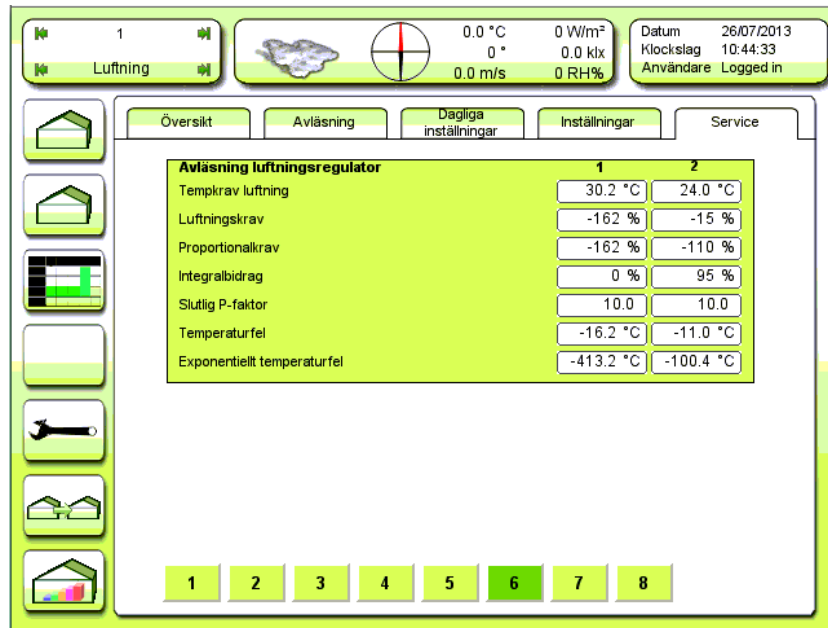 1
Luftning
0.0 °C 0 W/m²
0 ° 0.0 klx
0.0 m/s 0 RH%
Datum 26/07/2013
Klockslag 10:44:33
Användare Logged in
Översikt
Avläsning
Dagliga
inställningar
Inställningar
Service
Avläsning luftningsregulator 1 2
Tempkrav luftning 30.2 °C 24.0 °C
Luftningskrav -162 % -15 %
Proportionalkrav -162 % -110 %
Integralbidrag 0 % 95 %
Slutlig P-faktor 10.0 10.0
Temperaturfel -16.2 °C -11.0 °C
Exponentiellt temperaturfel -413.2 °C -100.4 °C
1 2 3 4 5 6 7 8